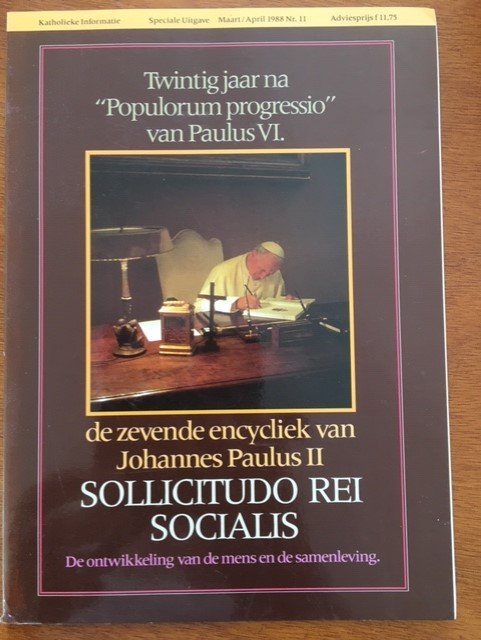 Katholieke Informatie Speciale Uitgave Maart/April 1988 Nr. 11 Adviesprijs f 11,75
Twintig jaar na
“Populorum progressio”
van Paulus VI.
de zevende encycliek van
Johannes Paulus II
SOLLICITUDO REI
SOCIALIS
De ontwikkeling van de mens en de samenleving.